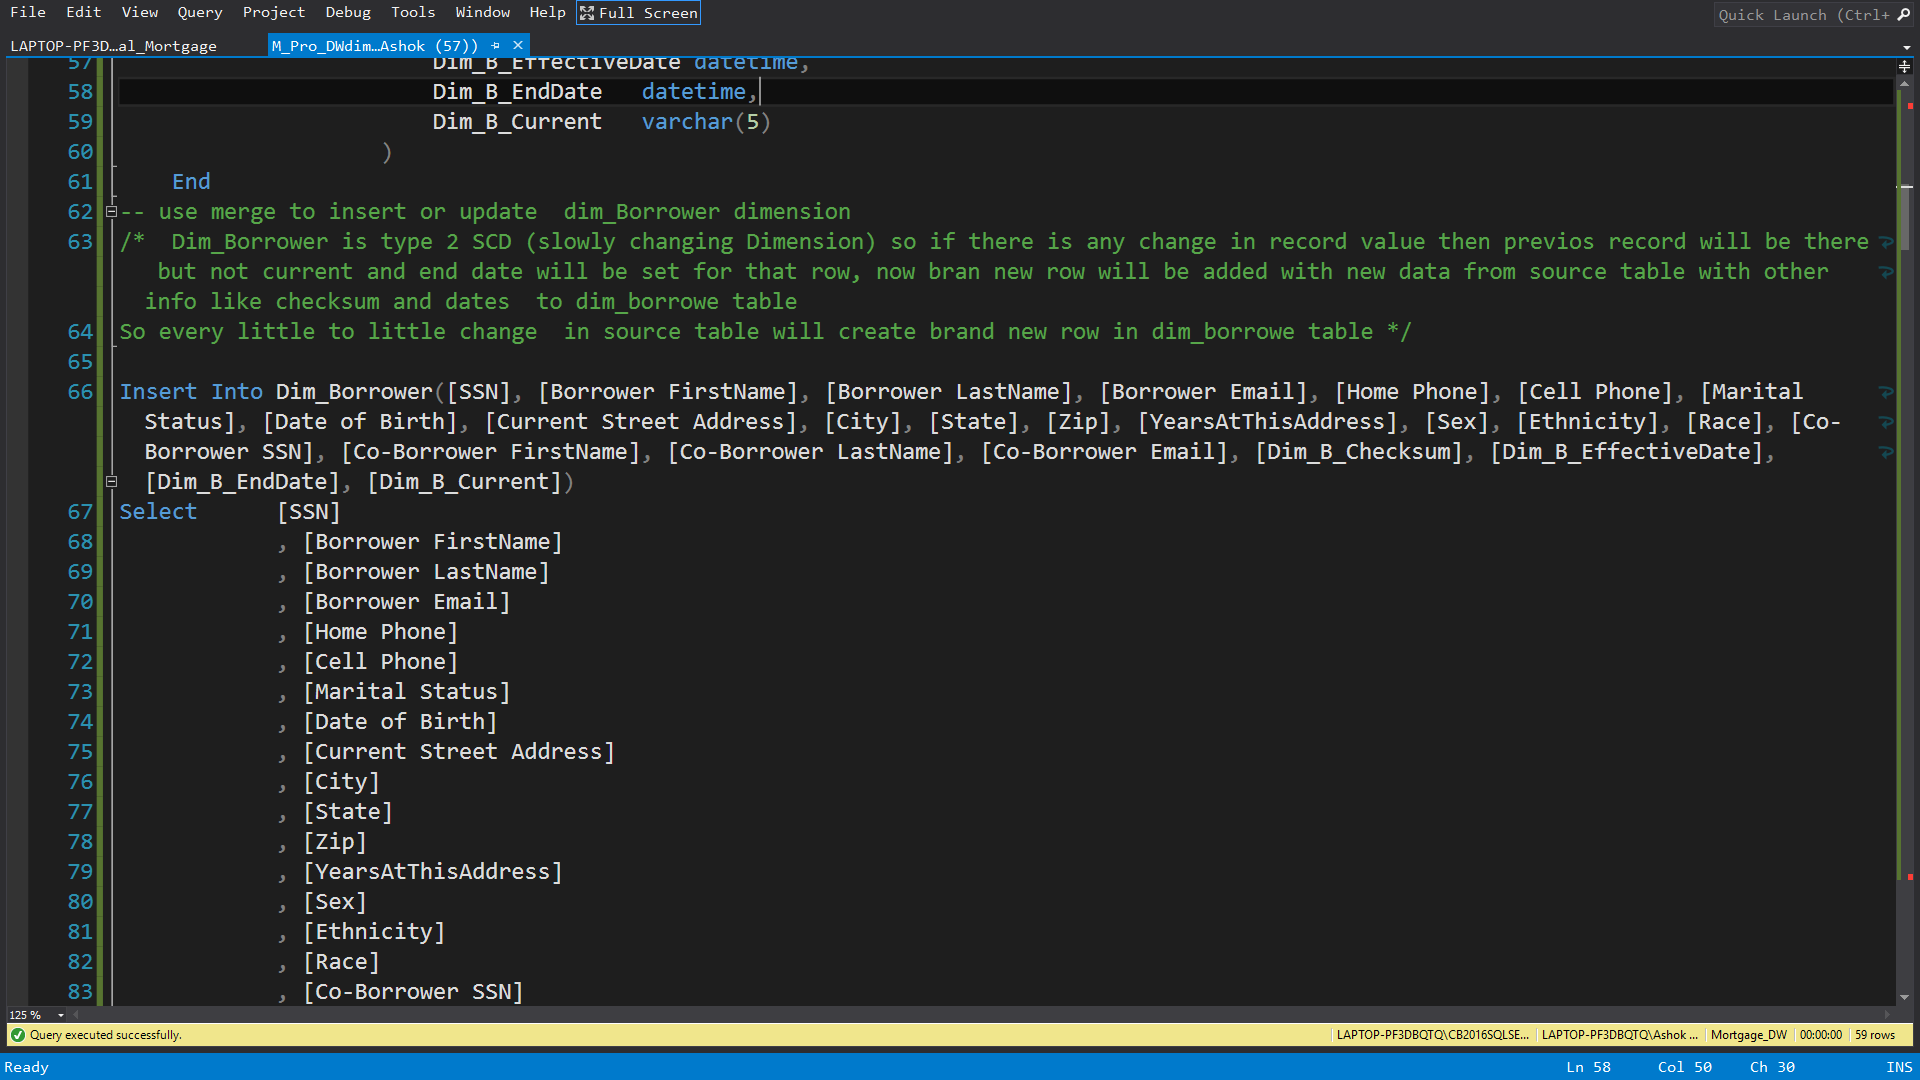 File Edit View Query Project Debug Tools Window Help Full Screen
Quick Launch (Ctrl+
LAPTOP-PF3D...al_Mortgage M_Pro_DWdim...Ashok (57))
57 Dim_B_EffectiveDate datetime,
58 Dim_B_EndDate datetime,
59 Dim_B_Current varchar(5)
60 )
61 End
62 -- use merge to insert or update dim_Borrower dimension
63 /* Dim_Borrower is type 2 SCD (slowly changing Dimension) so if there is any change in record value then previos record will be there
but not current and end date will be set for that row, now bran new row will be added with new data from source table with other
info like checksum and dates to dim_borrowe table
64 So every little to little change in source table will create brand new row in dim_borrowe table */
65
66 Insert Into Dim_Borrower([SSN], [Borrower FirstName], [Borrower LastName], [Borrower Email], [Home Phone], [Cell Phone], [Marital
Status], [Date of Birth], [Current Street Address], [City], [State], [Zip], [YearsAtThisAddress], [Sex], [Ethnicity], [Race], [Co-
Borrower SSN], [Co-Borrower FirstName], [Co-Borrower LastName], [Co-Borrower Email], [Dim_B_Checksum], [Dim_B_EffectiveDate],
[Dim_B_EndDate], [Dim_B_Current])
67 Select [SSN]
68 , [Borrower FirstName]
69 , [Borrower LastName]
70 , [Borrower Email]
71 , [Home Phone]
72 , [Cell Phone]
73 , [Marital Status]
74 , [Date of Birth]
75 , [Current Street Address]
76 , [City]
77 , [State]
78 , [Zip]
79 , [YearsAtThisAddress]
80 , [Sex]
81 , [Ethnicity]
82 , [Race]
83 , [Co-Borrower SSN]
125 %
Query executed successfully. LAPTOP-PF3DBQTQ\CB2016SQLSE... LAPTOP-PF3DBQTQ\Ashok ... Mortgage_DW 00:00:00 59 rows
Ready Ln 58 Col 50 Ch 30 INS